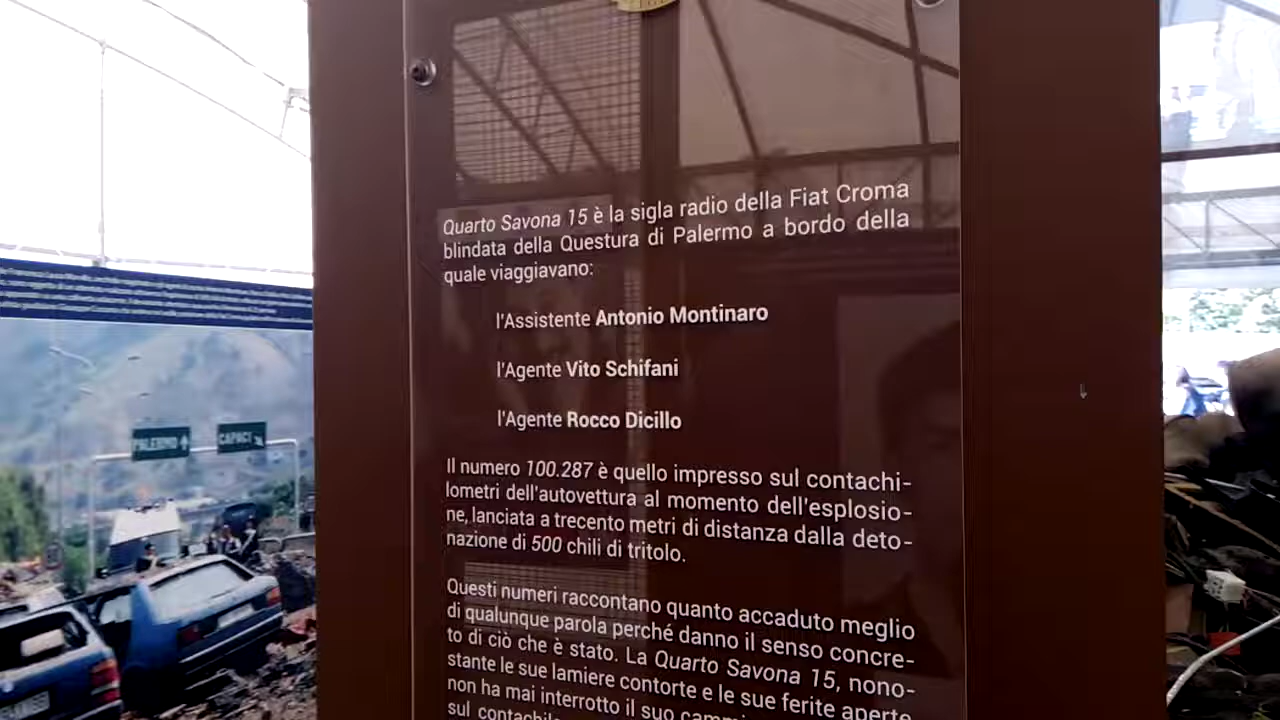 Quarto Savona 15 è la sigla radio della Fiat Croma
blindata della Questura di Palermo a bordo della
quale viaggiavano:
l'Assistente Antonio Montinaro
l'Agente Vito Schifani
l'Agente Rocco Dicillo
Il numero 100.287 è quello impresso sul contachi-
lometri dell'autovettura al momento dell'esplosio-
ne, lanciata a trecento metri di distanza dalla deto-
nazione di 500 chili di tritolo.
Questi numeri raccontano quanto accaduto meglio
di qualunque parola perché danno il senso concre-
to di ciò che è stato. La Quarto Savona 15, nono-
stante le sue lamiere contorte e le sue ferite aperte
non ha mai interrotto il suo
sul
PALERMO
CAPACI